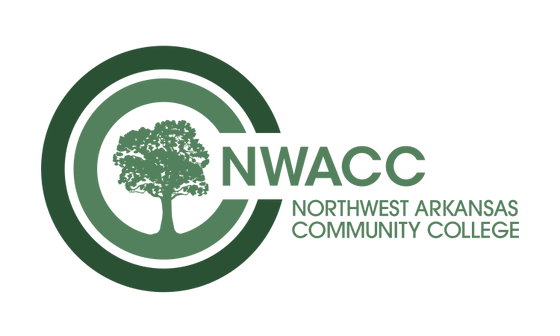 NWACC
NORTHWEST ARKANSAS
COMMUNITY COLLEGE